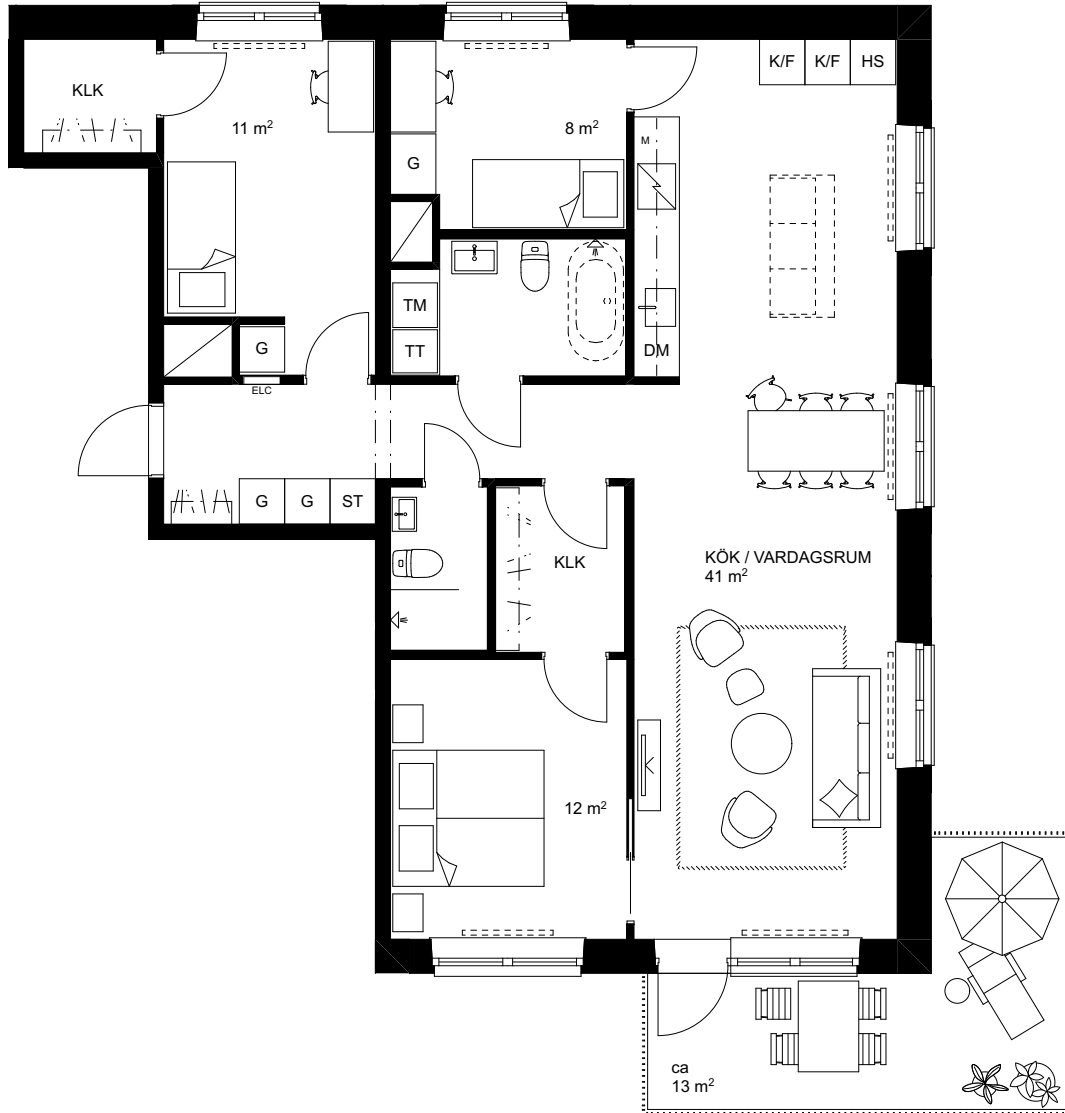 K/F K/F HS
KLK
11 m²
8 m²
M
G
TM
TT
DM
G
ELC
G G ST
KLK
KÖK / VARDAGSRUM
41 m²
12 m²
ca
13 m²